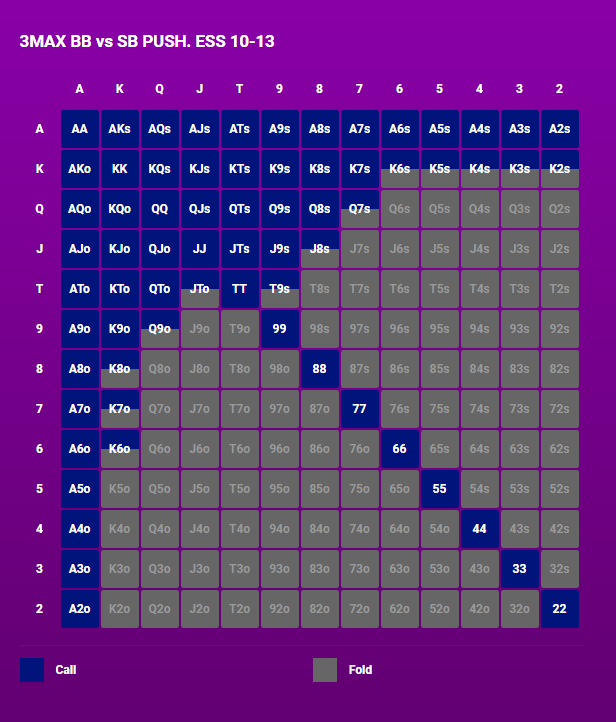 3MAX BB vs SB PUSH. ESS 10-13
A K Q J T 9 8 7 6 5 4 3 2
A AA AKs AQs AJs ATs A9s A8s A7s A6s A5s A4s A3s A2s
K AKo KK KQs KJs KTs K9s K8s K7s K6s K5s K4s K3s K2s
Q AQo KQo QQ QJs QTs Q9s Q8s Q7s Q6s Q5s Q4s Q3s Q2s
J AJo KJo QJo JJ JTs J9s J8s J7s J6s J5s J4s J3s J2s
T ATo KTo QTo JTo TT T9s T8s T7s T6s T5s T4s T3s T2s
9 A9o K9o Q9o J9o T9o 99 98s 97s 96s 95s 94s 93s 92s
8 A8o K8o Q8o J8o T8o 98o 88 87s 86s 85s 84s 83s 82s
7 A7o K7o Q7o J7o T7o 97o 87o 77 76s 75s 74s 73s 72s
6 A6o K6o Q6o J6o T6o 96o 86o 76o 66 65s 64s 63s 62s
5 A5o K5o Q5o J5o T5o 95o 85o 75o 65o 55 54s 53s 52s
4 A4o K4o Q4o J4o T4o 94o 84o 74o 64o 54o 44 43s 42s
3 A3o K3o Q3o J3o T3o 93o 83o 73o 63o 53o 43o 33 32s
2 A2o K2o Q2o J2o T2o 92o 82o 72o 62o 52o 42o 32o 22
Call Fold